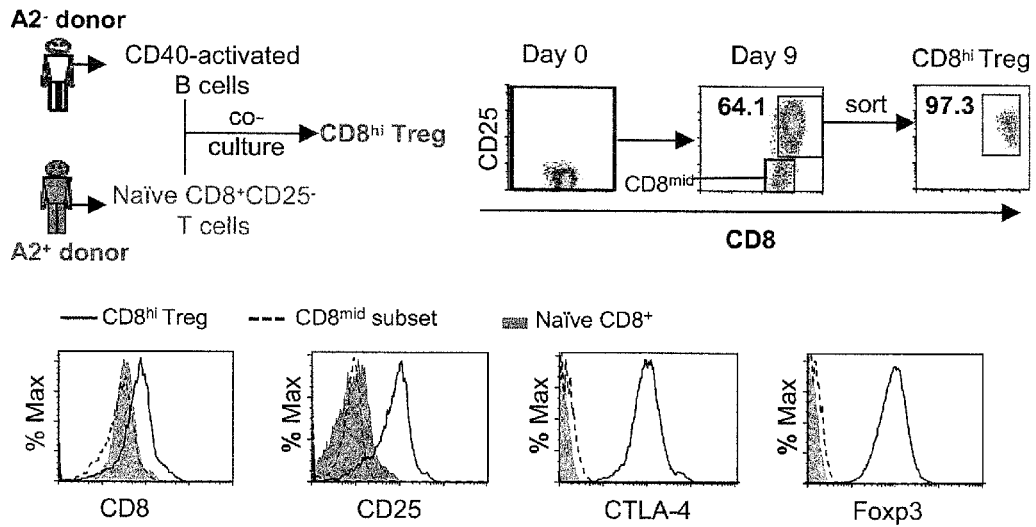 A2- donor
CD40-activated
B cells
co-
culture
CD8hi Treg
Naïve CD8+CD25-
T cells
A2+ donor
Day 0
Day 9
CD8hi Treg
CD25
64.1
sort
97.3
CD8mid
CD8
CD8hi Treg
CD8mid subset
Naïve CD8+
% Max
CD8
% Max
CD25
% Max
CTLA-4
% Max
Foxp3